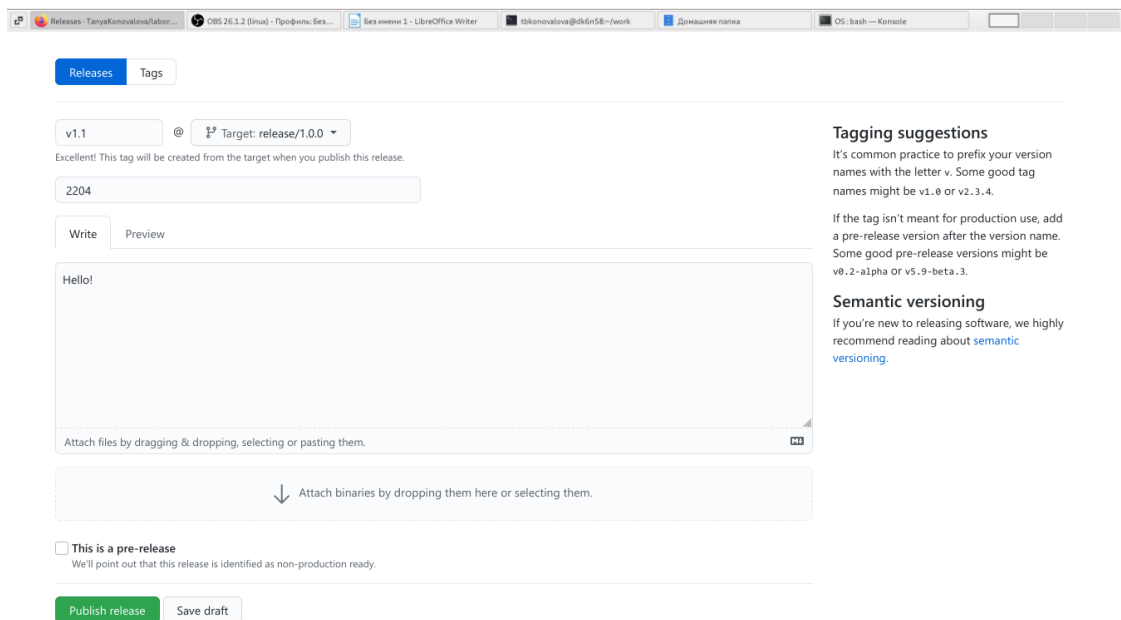 Releases - TanyaKonovalova/labor...
OBS 26.1.2 (linux) - Профиль: Без...
Без имени 1 - LibreOffice Writer
tbkonovalova@dk6n58:~/work
Домашняя папка
OS : bash — Konsole
Releases
Tags
v1.1
@
Target: release/1.0.0
Excellent! This tag will be created from the target when you publish this release.
2204
Write
Preview
Hello!
Attach files by dragging & dropping, selecting or pasting them.
Attach binaries by dropping them here or selecting them.
This is a pre-release
We'll point out that this release is identified as non-production ready.
Publish release
Save draft
Tagging suggestions
It's common practice to prefix your version
names with the letter v. Some good tag
names might be v1.0 or v2.3.4.
If the tag isn't meant for production use, add
a pre-release version after the version name.
Some good pre-release versions might be
v0.2-alpha or v5.9-beta.3.
Semantic versioning
If you're new to releasing software, we highly
recommend reading about semantic
versioning.